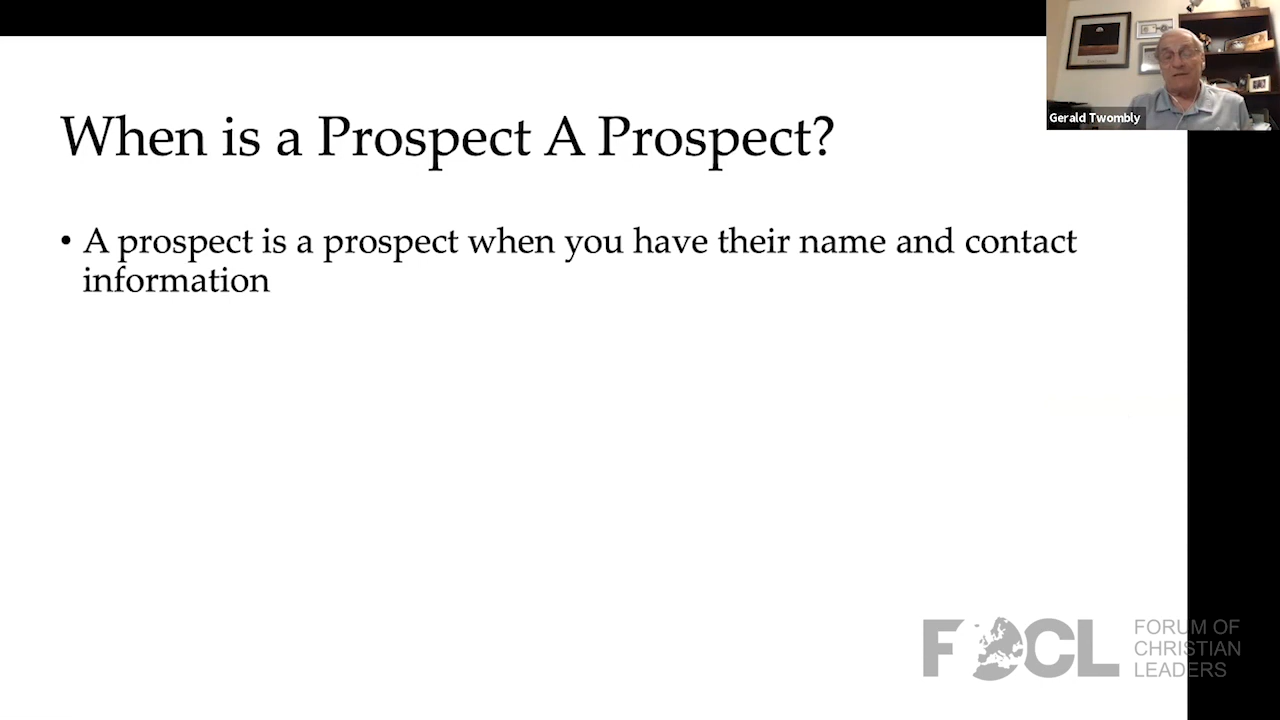 Gerald Twombly
When is a Prospect A Prospect?
• A prospect is a prospect when you have their name and contact
information
FOCL
FORUM OF
CHRISTIAN
LEADERS